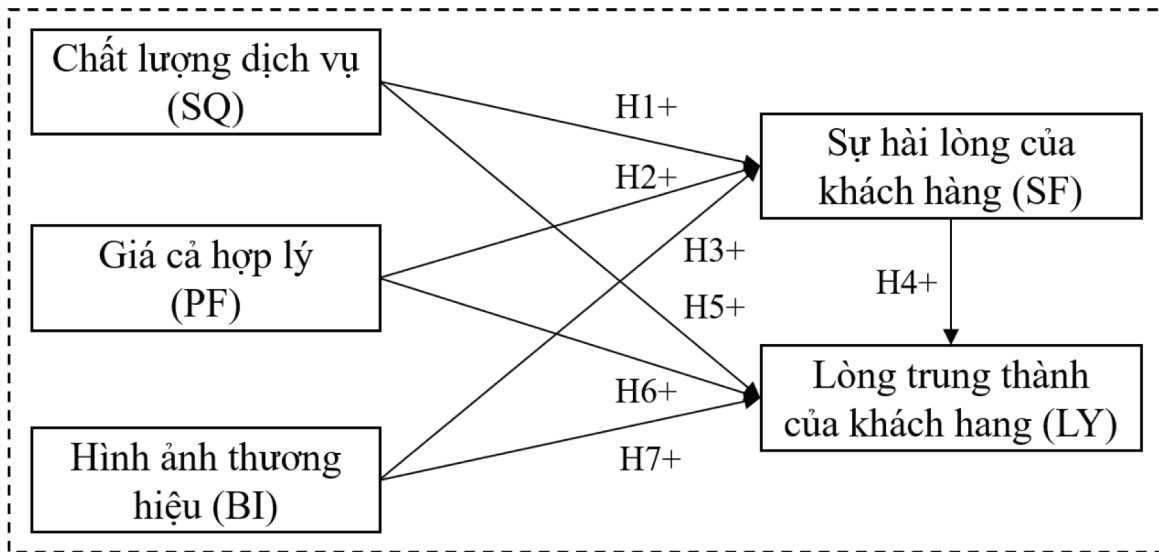 Chất lượng dịch vụ
(SQ)
Giá cả hợp lý
(PF)
Hình ảnh thương
hiệu (BI)
H1+
H2+
H3+
H5+
H6+
H7+
Sự hài lòng của
khách hàng (SF)
H4+
Lòng trung thành
của khách hang (LY)